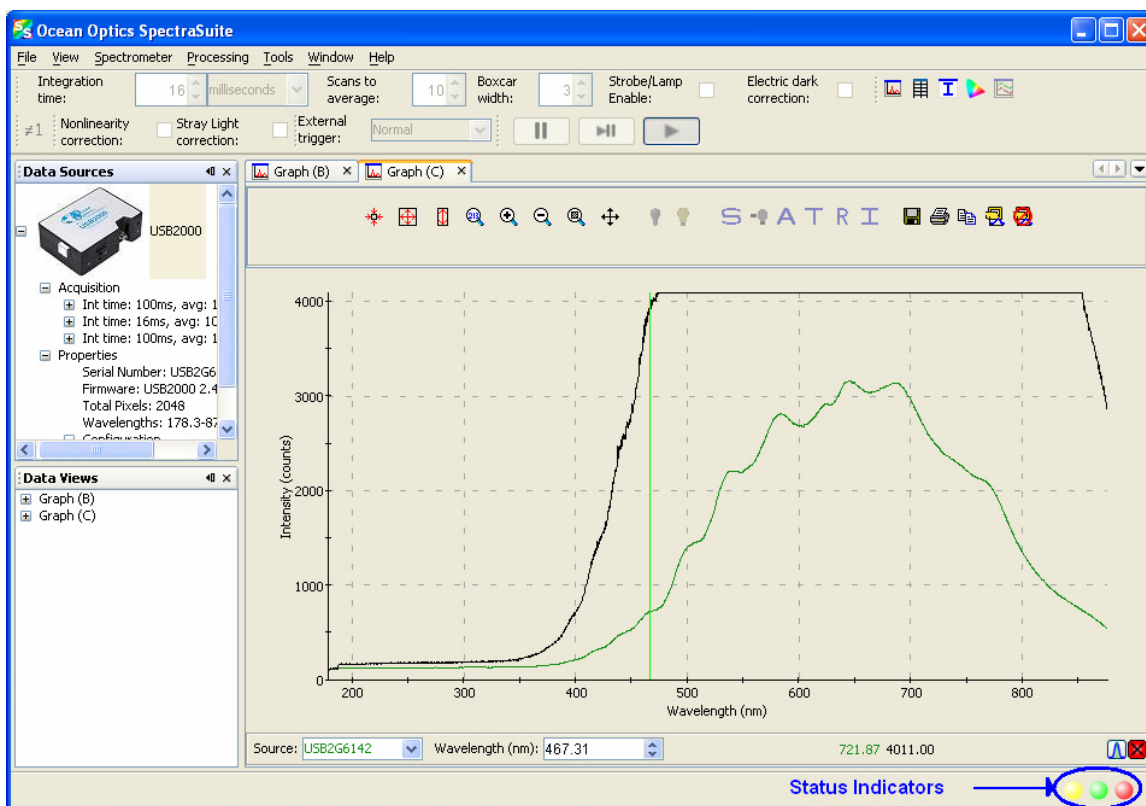 Ocean Optics SpectraSuite
File View Spectrometer Processing Tools Window Help
Integration time: 16 milliseconds Scans to average: 10 Boxcar width: 3 Strobe/Lamp Enable: Electric dark correction:
≠1 Nonlinearity correction: Stray Light correction: External trigger: Normal
Data Sources
USB2000
Acquisition
Int time: 100ms, avg: 1
Int time: 16ms, avg: 10
Int time: 100ms, avg: 1
Properties
Serial Number: USB2G6
Firmware: USB2000 2.4
Total Pixels: 2048
Wavelengths: 178.3-87
Configuration
Data Views
Graph (B)
Graph (C)
Graph (B) Graph (C)
S A T R I
Intensity (counts)
4000
3000
2000
1000
0
200 300 400 500 600 700 800
Wavelength (nm)
Source: USB2G6142 Wavelength (nm): 467.31 721.87 4011.00
Status Indicators